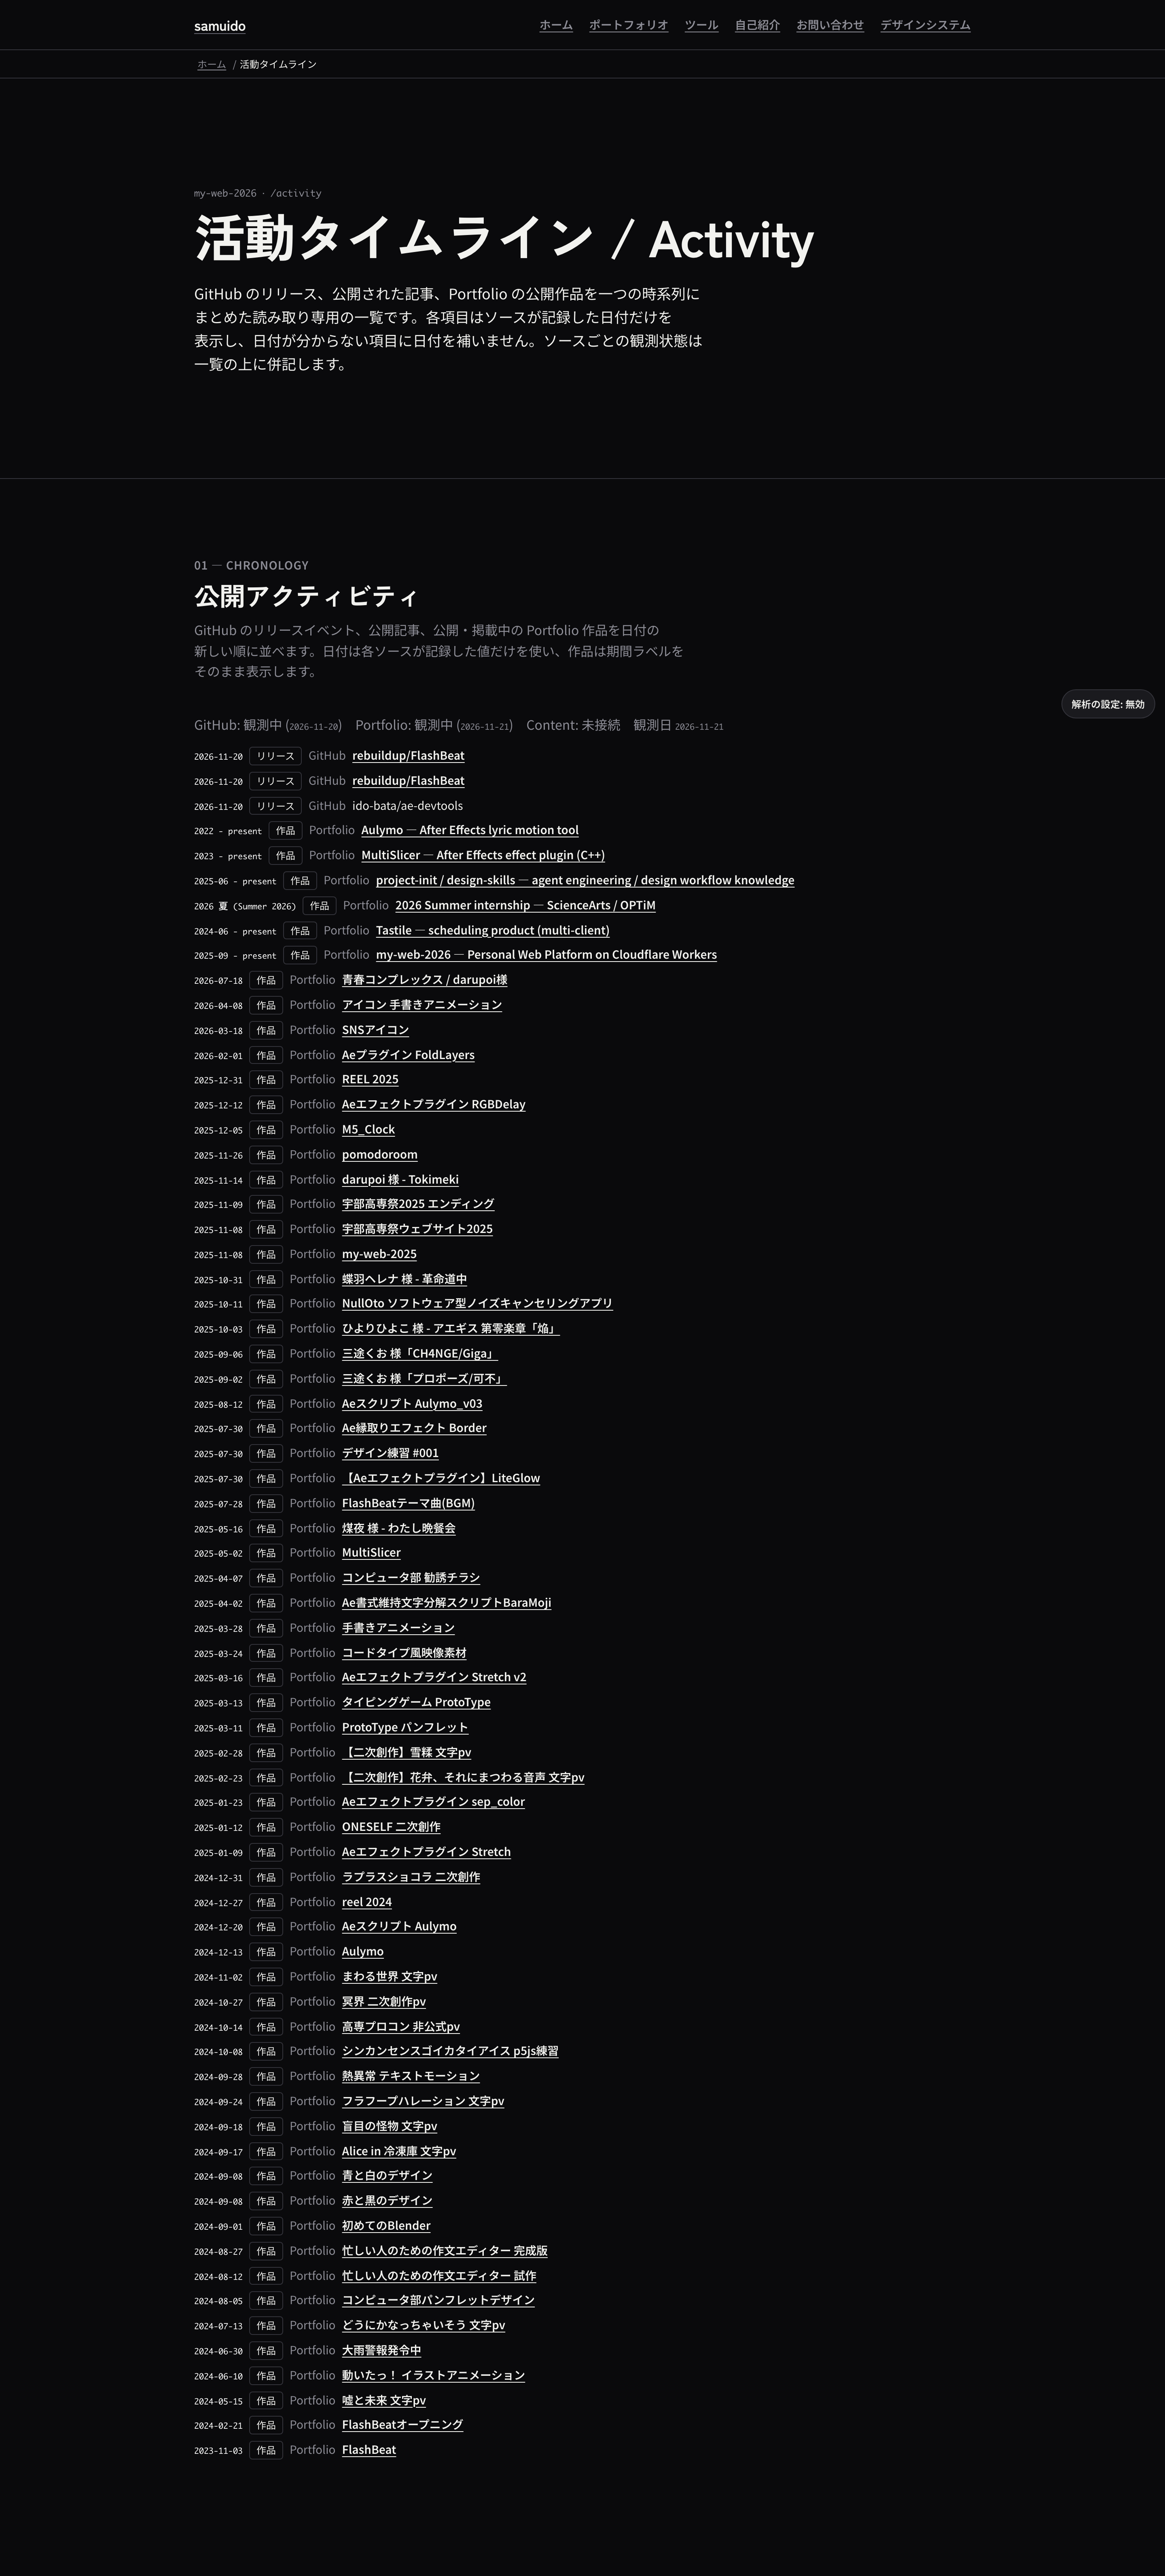 samuido
ホーム ポートフォリオ ツール 自己紹介 お問い合わせ デザインシステム
ホーム / 活動タイムライン
my-web-2026 · /activity
活動タイムライン / Activity
GitHub のリリース、公開された記事、Portfolio の公開作品を一つの時系列に
まとめた読み取り専用の一覧です。各項目はソースが記録した日付だけを
表示し、日付が分からない項目に日付を補いません。ソースごとの観測状態は
一覧の上に併記します。
01 — CHRONOLOGY
公開アクティビティ
GitHub のリリースイベント、公開記事、公開・掲載中の Portfolio 作品を日付の
新しい順に並べます。日付は各ソースが記録した値だけを使い、作品は期間ラベルを
そのまま表示します。
解析の設定: 無効
GitHub: 観測中 (2026-11-20) Portfolio: 観測中 (2026-11-21) Content: 未接続 観測日 2026-11-21
2026-11-20 リリース GitHub rebuildup/FlashBeat
2026-11-20 リリース GitHub rebuildup/FlashBeat
2026-11-20 リリース GitHub ido-bata/ae-devtools
2022 - present 作品 Portfolio Aulymo — After Effects lyric motion tool
2023 - present 作品 Portfolio MultiSlicer — After Effects effect plugin (C++)
2025-06 - present 作品 Portfolio project-init / design-skills — agent engineering / design workflow knowledge
2026 夏 (Summer 2026) 作品 Portfolio 2026 Summer internship — ScienceArts / OPTiM
2024-06 - present 作品 Portfolio Tastile — scheduling product (multi-client)
2025-09 - present 作品 Portfolio my-web-2026 — Personal Web Platform on Cloudflare Workers
2026-07-18 作品 Portfolio 青春コンプレックス / darupoi様
2026-04-08 作品 Portfolio アイコン 手書きアニメーション
2026-03-18 作品 Portfolio SNSアイコン
2026-02-01 作品 Portfolio Aeプラグイン FoldLayers
2025-12-31 作品 Portfolio REEL 2025
2025-12-12 作品 Portfolio Aeエフェクトプラグイン RGBDelay
2025-12-05 作品 Portfolio M5_Clock
2025-11-26 作品 Portfolio pomodoroom
2025-11-14 作品 Portfolio darupoi 様 - Tokimeki
2025-11-09 作品 Portfolio 宇部高専祭2025 エンディング
2025-11-08 作品 Portfolio 宇部高専祭ウェブサイト2025
2025-11-08 作品 Portfolio my-web-2025
2025-10-31 作品 Portfolio 蝶羽ヘレナ 様 - 革命道中
2025-10-11 作品 Portfolio NullOto ソフトウェア型ノイズキャンセリングアプリ
2025-10-03 作品 Portfolio ひよりひよこ 様 - アエギス 第零楽章「焔」
2025-09-06 作品 Portfolio 三途くお 様「CH4NGE/Giga」
2025-09-02 作品 Portfolio 三途くお 様「プロポーズ/可不」
2025-08-12 作品 Portfolio Aeスクリプト Aulymo_v03
2025-07-30 作品 Portfolio Ae縁取りエフェクト Border
2025-07-30 作品 Portfolio デザイン練習 #001
2025-07-30 作品 Portfolio 【Aeエフェクトプラグイン】LiteGlow
2025-07-28 作品 Portfolio FlashBeatテーマ曲(BGM)
2025-05-16 作品 Portfolio 煤夜 様 - わたし晩餐会
2025-05-02 作品 Portfolio MultiSlicer
2025-04-07 作品 Portfolio コンピュータ部 勧誘チラシ
2025-04-02 作品 Portfolio Ae書式維持文字分解スクリプトBaraMoji
2025-03-28 作品 Portfolio 手書きアニメーション
2025-03-24 作品 Portfolio コードタイプ風映像素材
2025-03-16 作品 Portfolio Aeエフェクトプラグイン Stretch v2
2025-03-13 作品 Portfolio タイピングゲーム ProtoType
2025-03-11 作品 Portfolio ProtoType パンフレット
2025-02-28 作品 Portfolio 【二次創作】雪鞣 文字pv
2025-02-23 作品 Portfolio 【二次創作】花弁、それにまつわる音声 文字pv
2025-01-23 作品 Portfolio Aeエフェクトプラグイン sep_color
2025-01-12 作品 Portfolio ONESELF 二次創作
2025-01-09 作品 Portfolio Aeエフェクトプラグイン Stretch
2024-12-31 作品 Portfolio ラプラスショコラ 二次創作
2024-12-27 作品 Portfolio reel 2024
2024-12-20 作品 Portfolio Aeスクリプト Aulymo
2024-12-13 作品 Portfolio Aulymo
2024-11-02 作品 Portfolio まわる世界 文字pv
2024-10-27 作品 Portfolio 冥界 二次創作pv
2024-10-14 作品 Portfolio 高専プロコン 非公式pv
2024-10-08 作品 Portfolio シンカンセンスゴイカタイアイス p5js練習
2024-09-28 作品 Portfolio 熱異常 テキストモーション
2024-09-24 作品 Portfolio フラフープハレーション 文字pv
2024-09-18 作品 Portfolio 盲目の怪物 文字pv
2024-09-17 作品 Portfolio Alice in 冷凍庫 文字pv
2024-09-08 作品 Portfolio 青と白のデザイン
2024-09-08 作品 Portfolio 赤と黒のデザイン
2024-09-01 作品 Portfolio 初めてのBlender
2024-08-27 作品 Portfolio 忙しい人のための作文エディター 完成版
2024-08-12 作品 Portfolio 忙しい人のための作文エディター 試作
2024-08-05 作品 Portfolio コンピュータ部パンフレットデザイン
2024-07-13 作品 Portfolio どうにかなっちゃいそう 文字pv
2024-06-30 作品 Portfolio 大雨警報発令中
2024-06-10 作品 Portfolio 動いたっ！ イラストアニメーション
2024-05-15 作品 Portfolio 嘘と未来 文字pv
2024-02-21 作品 Portfolio FlashBeatオープニング
2023-11-03 作品 Portfolio FlashBeat